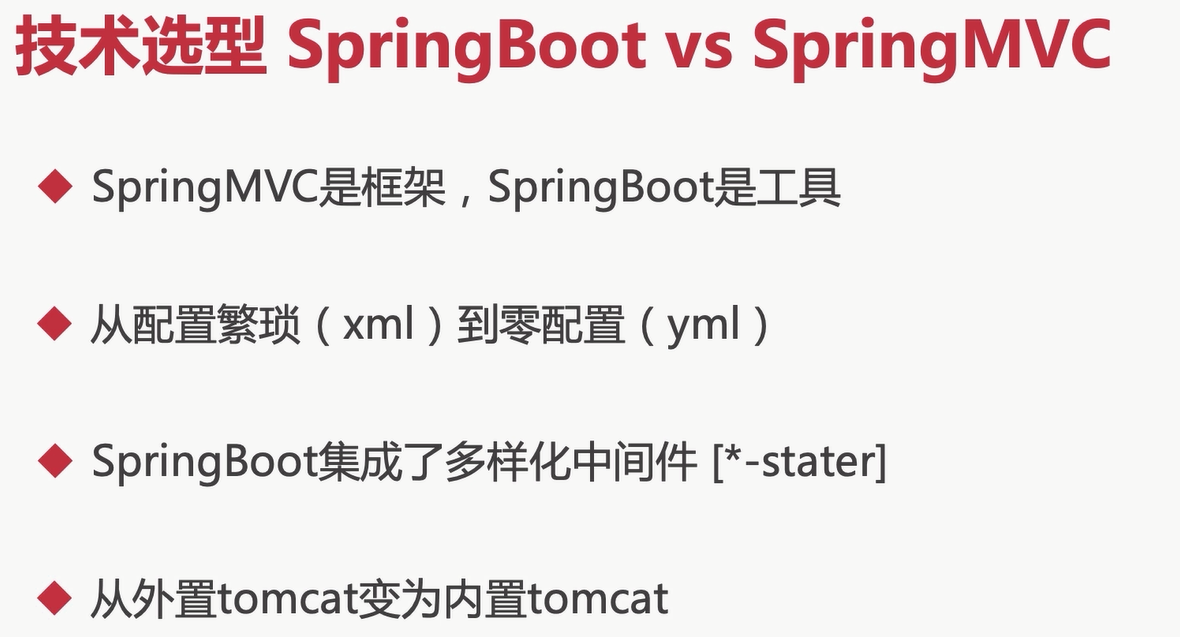 技术选型 SpringBoot vs SpringMVC
SpringMVC是框架，SpringBoot是工具
从配置繁琐（xml）到零配置（yml）
SpringBoot集成了多样化中间件 [*-stater]
从外置tomcat变为内置tomcat